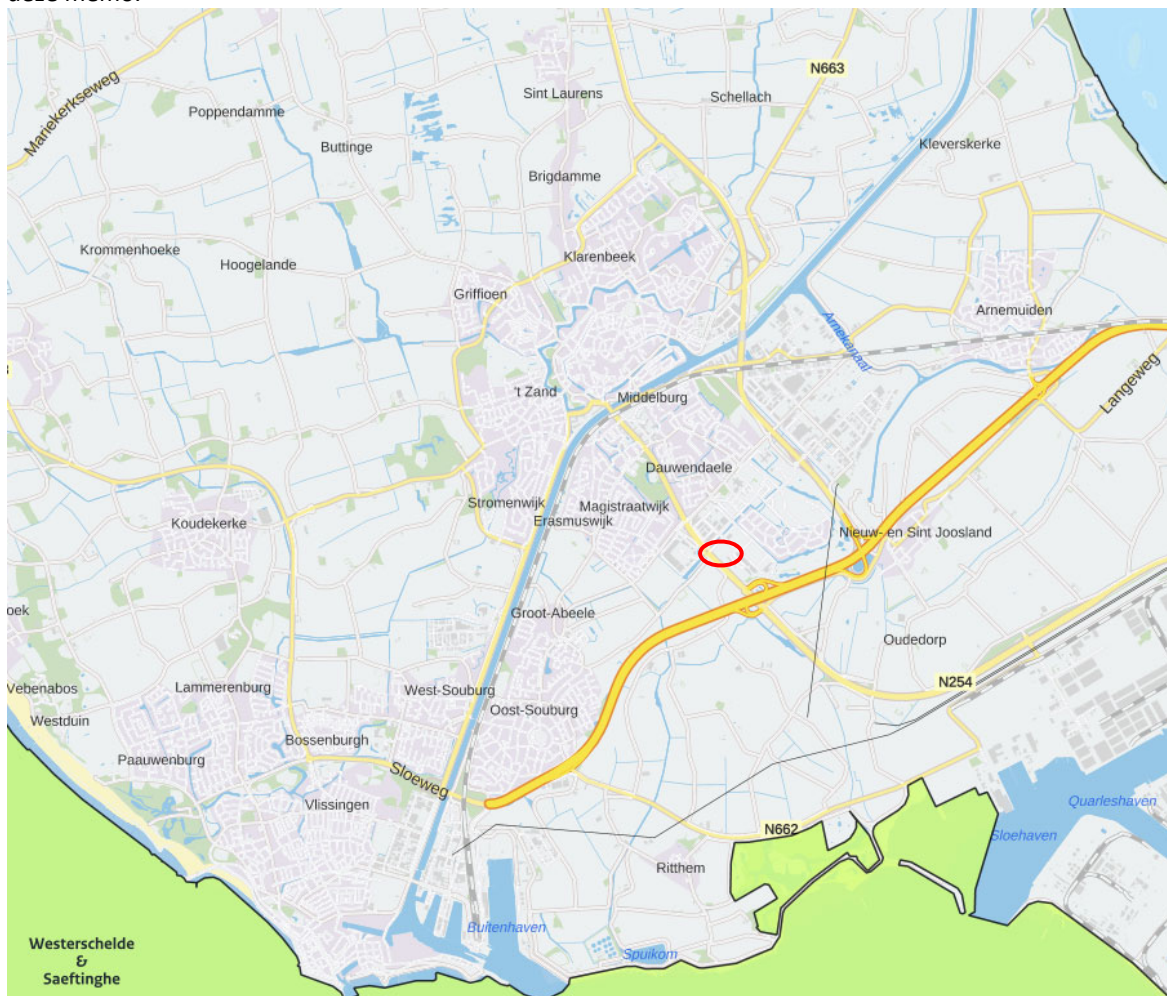 N663
Sint Laurens
Schellach
Mariekerkseweg
Poppendamme
Buttinge
Kleverskerke
Brigdamme
Krommenhoeke
Klarenbeek
Hoogelande
Griffioen
Arnemuiden
Arnekanaal
't Zand
Middelburg
Langeweg
Dauwendaele
Stromenwijk
Magistraatwijk
Koudekerke
Erasmuswijk
Nieuw- en Sint Joosland
oek
Groot-Abeele
Oudedorp
Vebenabos
Lammerenburg
West-Souburg
N254
Westduin
Oost-Souburg
Bossenburgh
Paauwenburg
Sloeweg
Vlissingen
Quarleshaven
N662
Sloehaven
Ritthem
Buitenhaven
Westerschelde
&
Saeftinghe
Spuikom